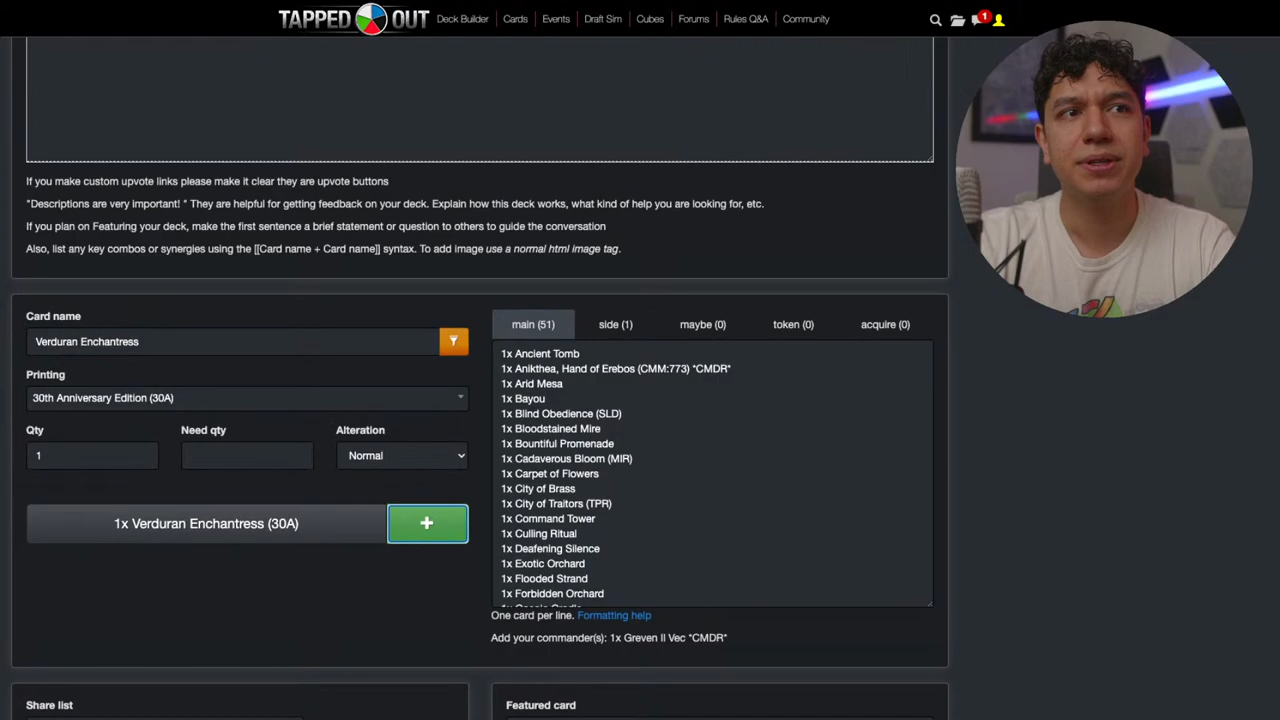 TAPPED OUT
Deck Builder
Cards
Events
Draft Sim
Cubes
Forums
Rules Q&A
Community
1
If you make custom upvote links please make it clear they are upvote buttons
"Descriptions are very important! " They are helpful for getting feedback on your deck. Explain how this deck works, what kind of help you are looking for, etc.
If you plan on Featuring your deck, make the first sentence a brief statement or question to others to guide the conversation
Also, list any key combos or synergies using the [[Card name + Card name]] syntax. To add image use a normal html image tag.
Card name
Verduran Enchantress
Printing
30th Anniversary Edition (30A)
Qty
Need qty
Alteration
1
Normal
1x Verduran Enchantress (30A)
+
main (51)
side (1)
maybe (0)
token (0)
acquire (0)
1x Ancient Tomb
1x Anikthea, Hand of Erebos (CMM:773) *CMDR*
1x Arid Mesa
1x Bayou
1x Blind Obedience (SLD)
1x Bloodstained Mire
1x Bountiful Promenade
1x Cadaverous Bloom (MIR)
1x Carpet of Flowers
1x City of Brass
1x City of Traitors (TPR)
1x Command Tower
1x Culling Ritual
1x Deafening Silence
1x Exotic Orchard
1x Flooded Strand
1x Forbidden Orchard
One card per line. Formatting help
Add your commander(s): 1x Greven Il Vec *CMDR*
Share list
Featured card